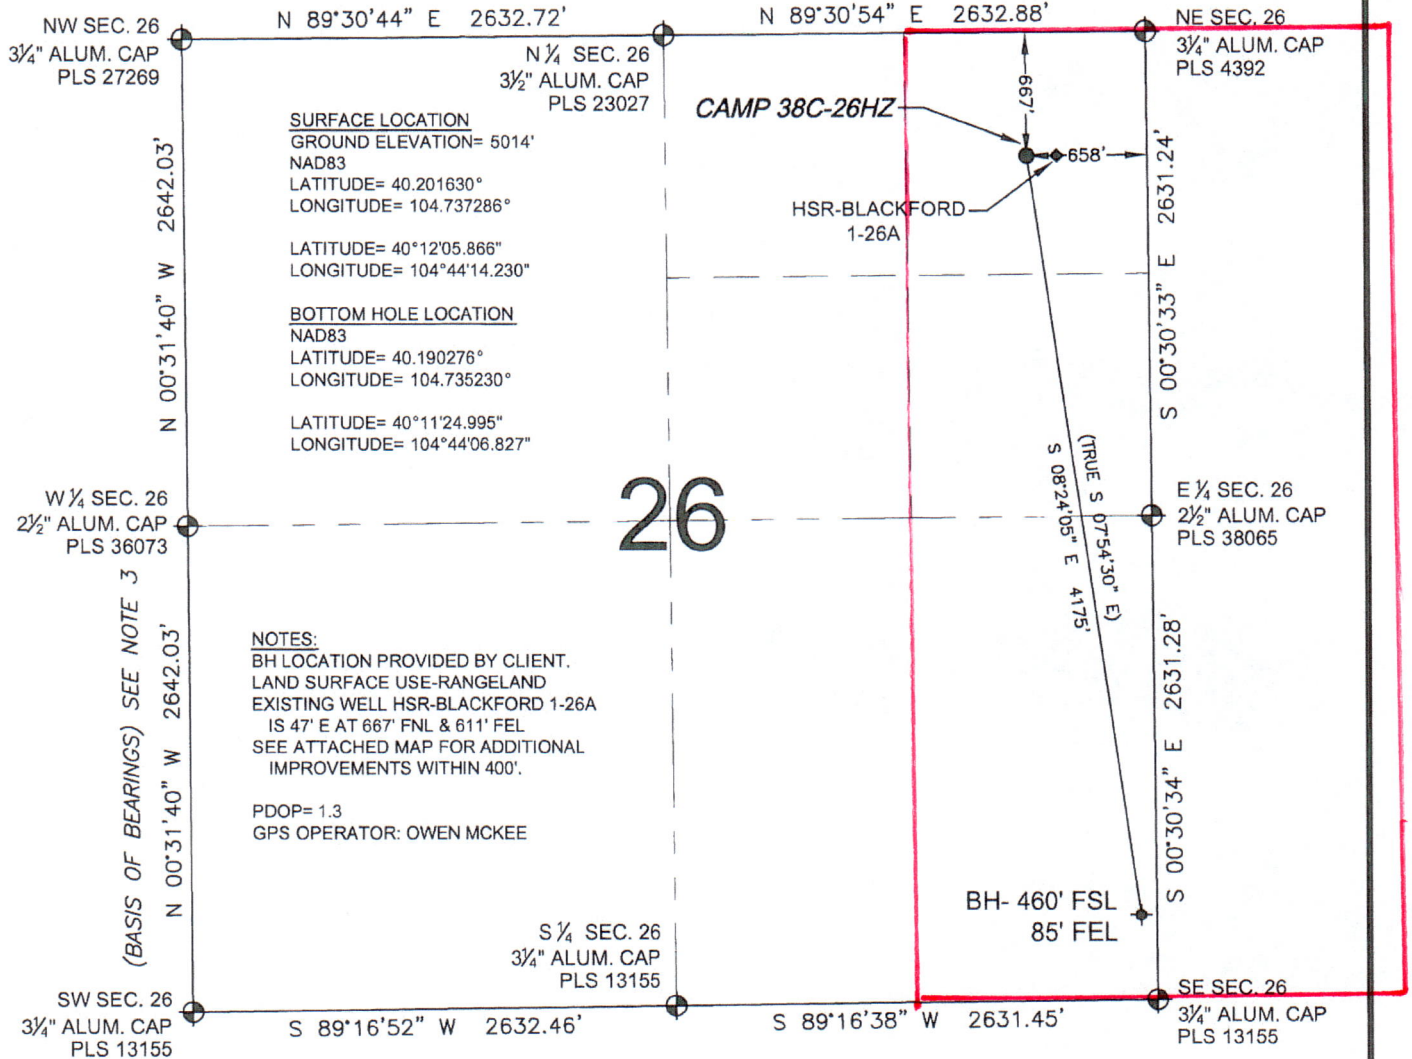 N 89°30'44" E 2632.72'
N 89°30'54" E 2632.88'
NW SEC. 26
3¼" ALUM. CAP
PLS 27269
N ¼ SEC. 26
3½" ALUM. CAP
PLS 23027
NE SEC. 26
3¼" ALUM. CAP
PLS 4392
SURFACE LOCATION
GROUND ELEVATION= 5014'
NAD83
LATITUDE= 40.201630°
LONGITUDE= 104.737286°
LATITUDE= 40°12'05.866"
LONGITUDE= 104°44'14.230"
BOTTOM HOLE LOCATION
NAD83
LATITUDE= 40.190276°
LONGITUDE= 104.735230°
LATITUDE= 40°11'24.995"
LONGITUDE= 104°44'06.827"
CAMP 38C-26HZ
667'
658'
HSR-BLACKFORD
1-26A
N 00°31'40" W 2642.03'
S 00°30'33" E 2631.24'
W ¼ SEC. 26
2½" ALUM. CAP
PLS 36073
26
(TRUE S 07°54'30" E)
S 08°24'05" E 4175'
E ¼ SEC. 26
2½" ALUM. CAP
PLS 38065
(BASIS OF BEARINGS) SEE NOTE 3
N 00°31'40" W 2642.03'
NOTES:
BH LOCATION PROVIDED BY CLIENT.
LAND SURFACE USE-RANGELAND
EXISTING WELL HSR-BLACKFORD 1-26A
IS 47' E AT 667' FNL & 611' FEL
SEE ATTACHED MAP FOR ADDITIONAL
IMPROVEMENTS WITHIN 400'.
PDOP= 1.3
GPS OPERATOR: OWEN MCKEE
S 00°30'34" E 2631.28'
BH- 460' FSL
85' FEL
S ¼ SEC. 26
3¼" ALUM. CAP
PLS 13155
SW SEC. 26
3¼" ALUM. CAP
PLS 13155
S 89°16'52" W 2632.46'
S 89°16'38" W 2631.45'
SE SEC. 26
3¼" ALUM. CAP
PLS 13155